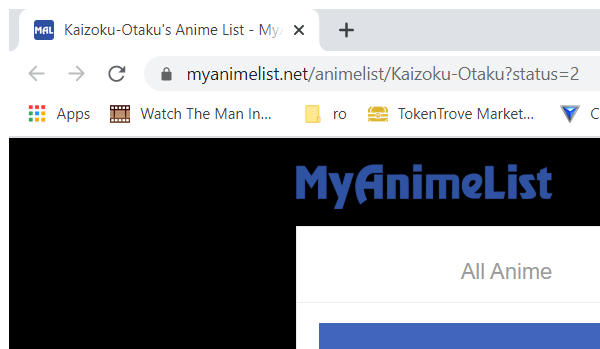 MAL Kaizoku-Otaku's Anime List - My
myanimelist.net/animelist/Kaizoku-Otaku?status=2
Apps Watch The Man In... ro TokenTrove Market... C
MyAnimeList
All Anime